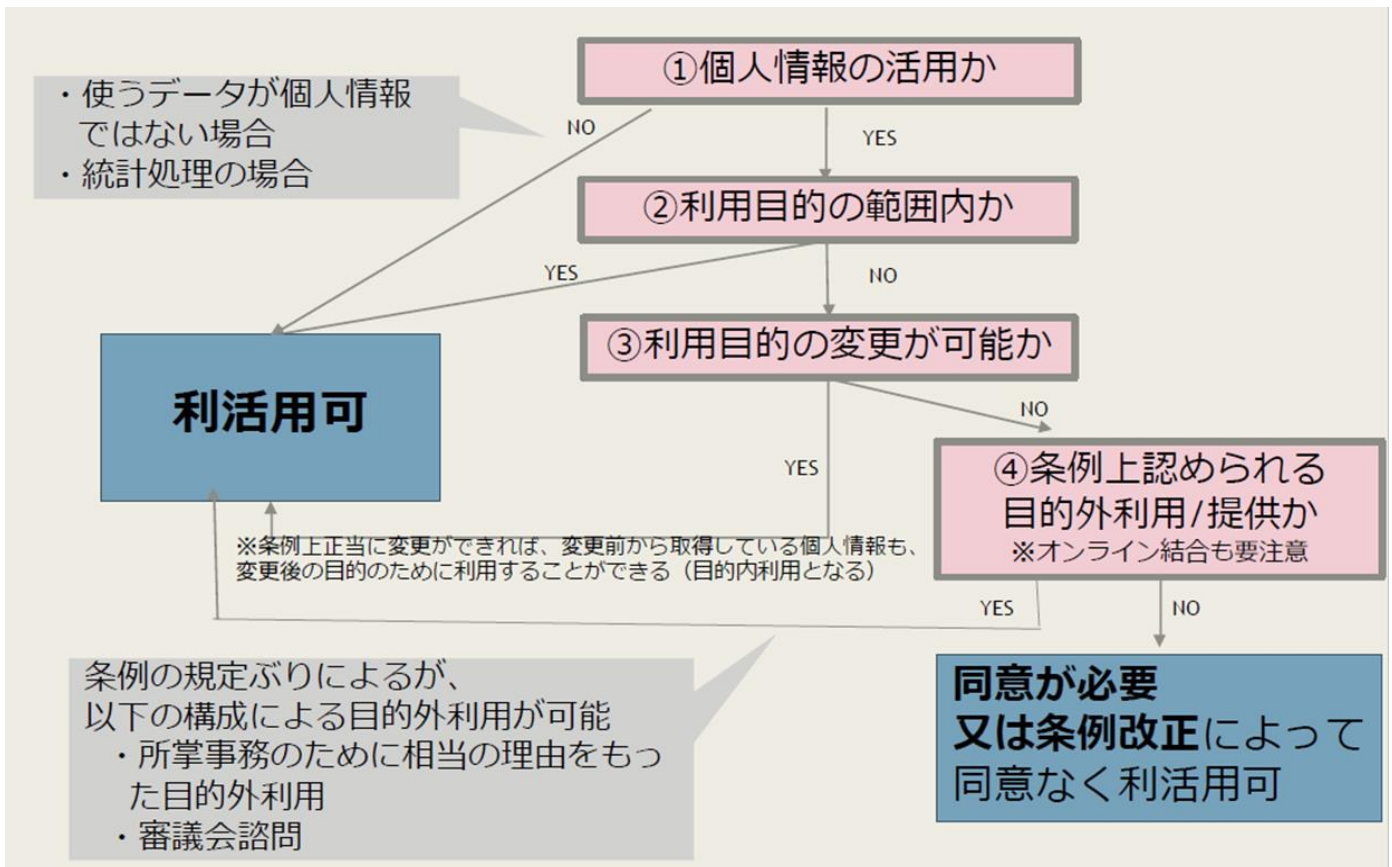 ①個人情報の活用か
・使うデータが個人情報
ではない場合
・統計処理の場合
NO
YES
②利用目的の範囲内か
YES
NO
③利用目的の変更が可能か
利活用可
NO
YES
④条例上認められる
目的外利用/提供か
※オンライン結合も要注意
※条例上正当に変更ができれば、変更前から取得している個人情報も、
変更後の目的のために利用することができる（目的内利用となる）
YES
NO
条例の規定ぶりによるが、
以下の構成による目的外利用が可能
・所掌事務のために相当の理由をもっ
た目的外利用
・審議会諮問
同意が必要
又は条例改正によって
同意なく利活用可